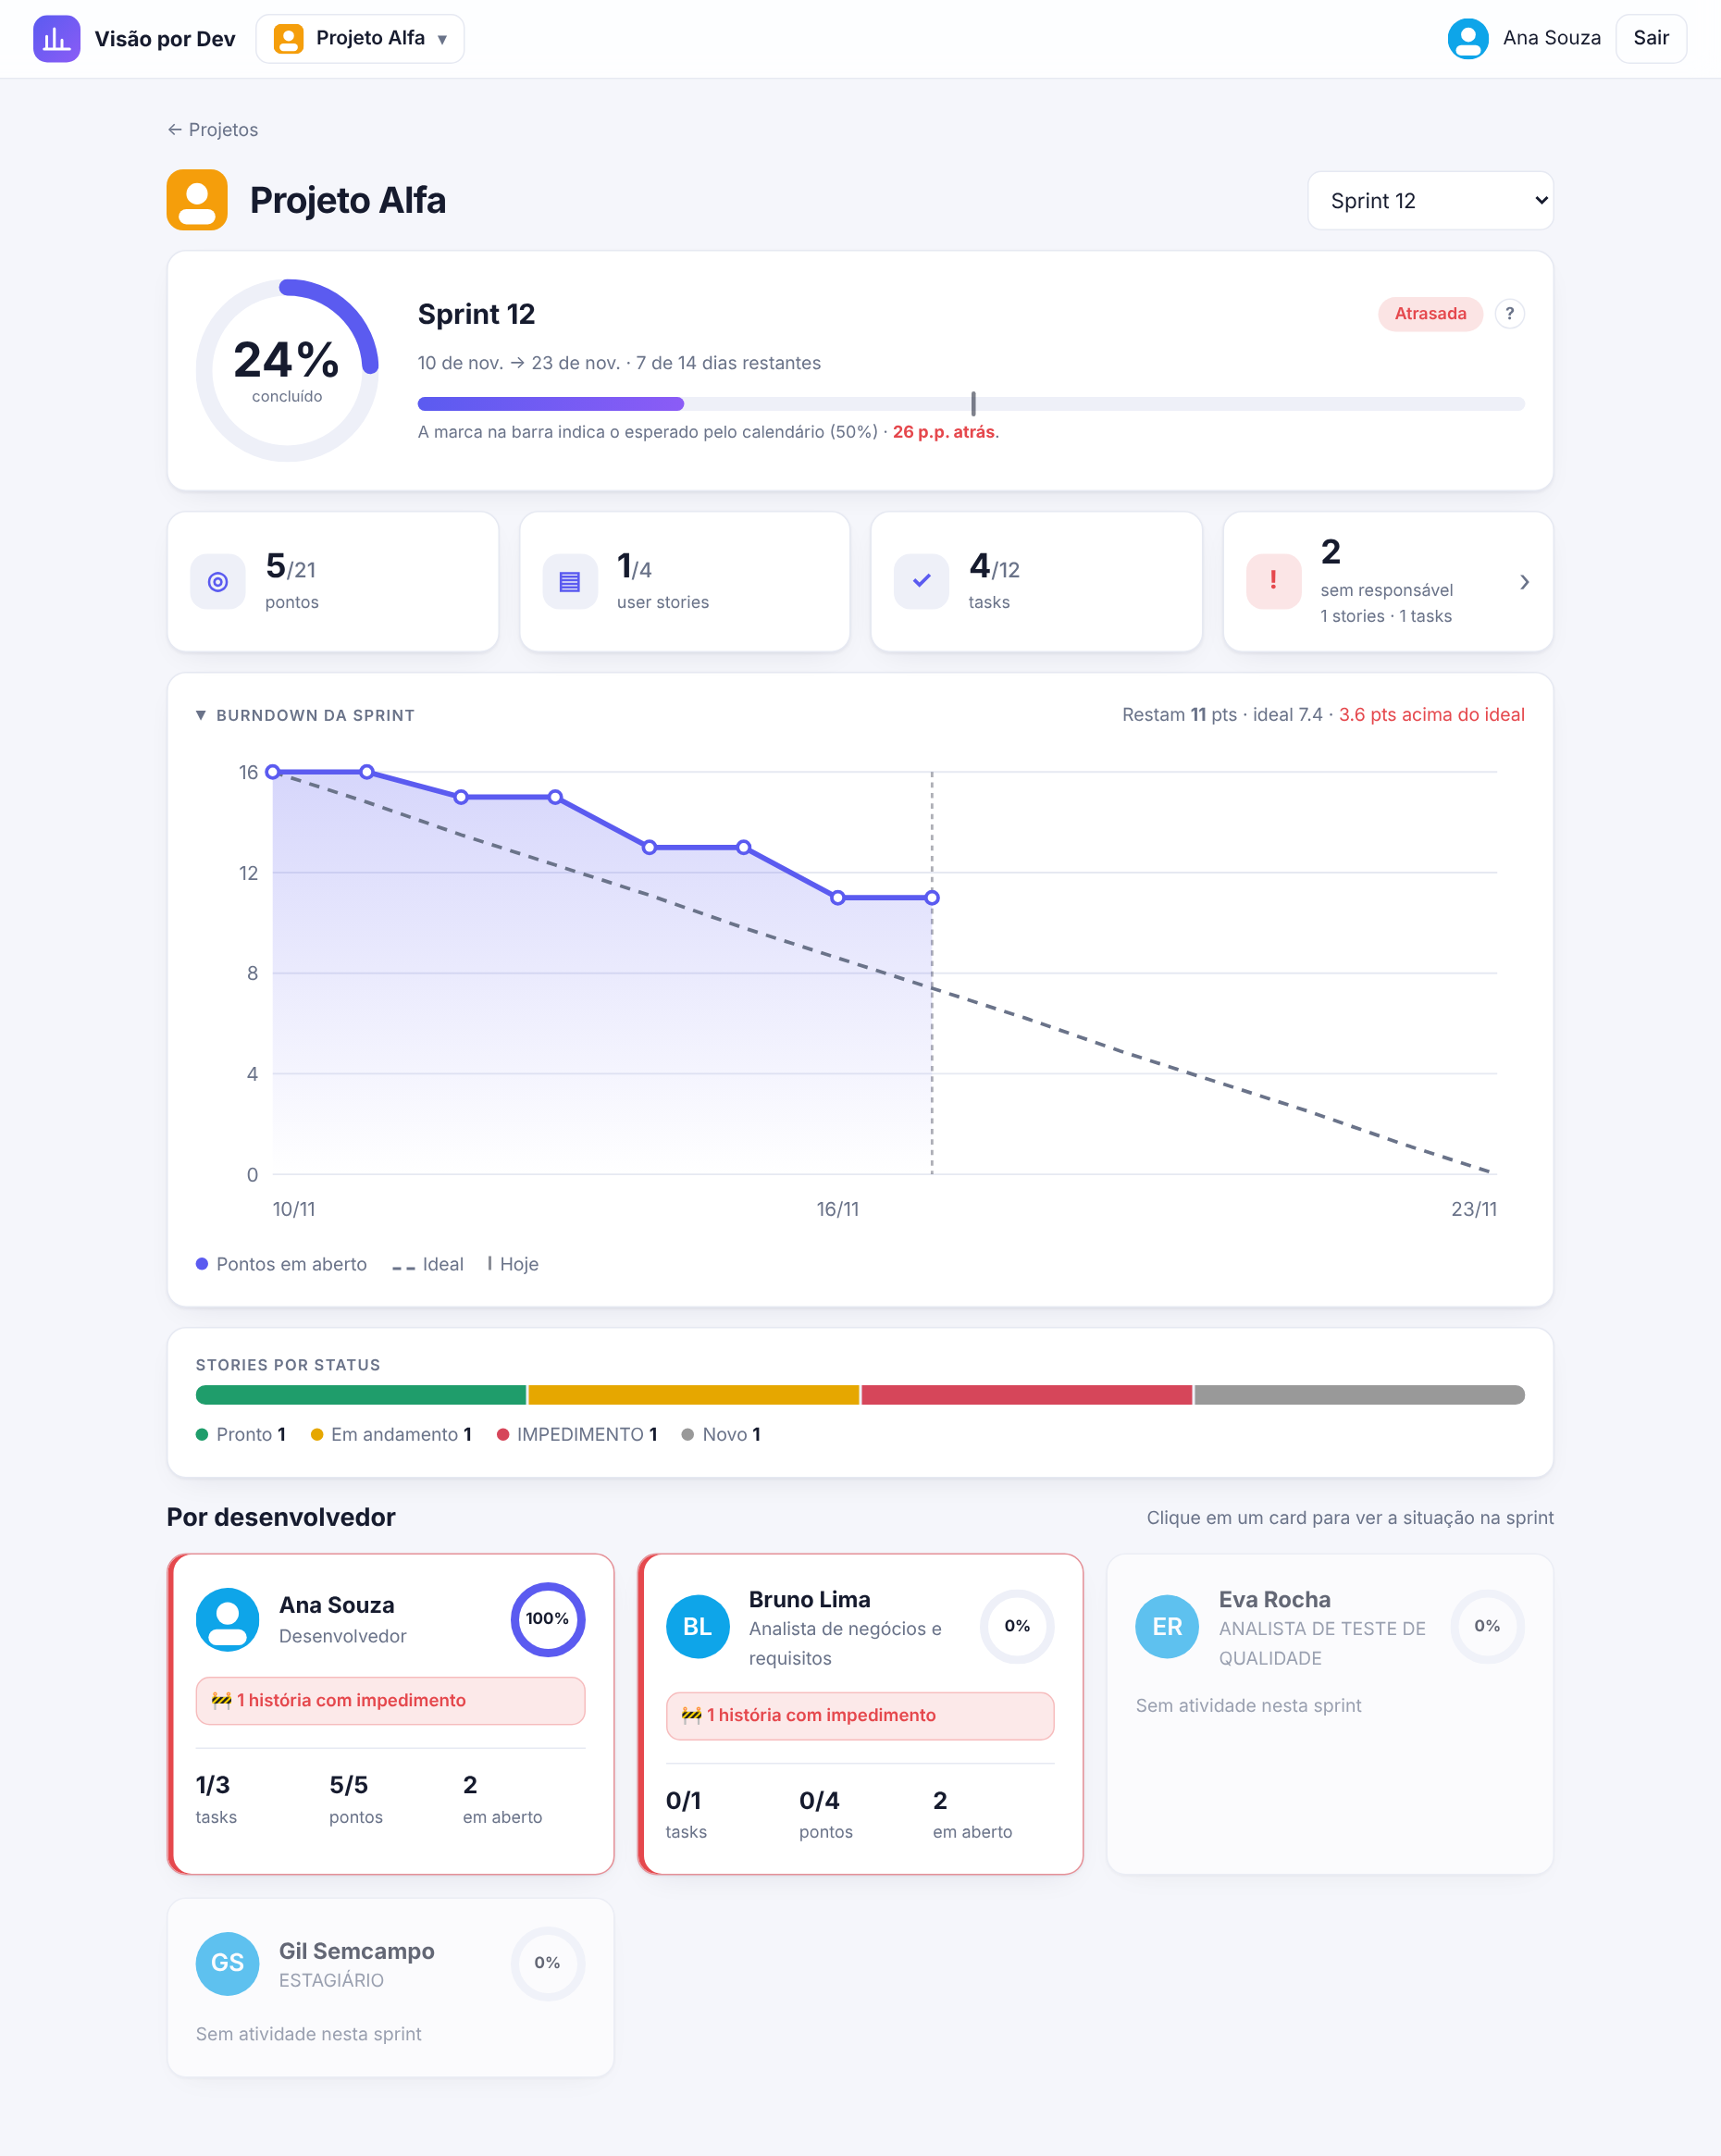 Visão por Dev
Projeto Alfa ▾
Ana Souza
Sair
← Projetos
Projeto Alfa
Sprint 12
24%
concluído
Sprint 12
Atrasada
?
10 de nov. → 23 de nov. · 7 de 14 dias restantes
A marca na barra indica o esperado pelo calendário (50%) · 26 p.p. atrás.
5/21
pontos
1/4
user stories
4/12
tasks
!
2
sem responsável
1 stories · 1 tasks
›
▾ BURNDOWN DA SPRINT
Restam 11 pts · ideal 7.4 · 3.6 pts acima do ideal
16
12
8
4
0
10/11
16/11
23/11
Pontos em aberto
Ideal
Hoje
STORIES POR STATUS
Pronto 1
Em andamento 1
IMPEDIMENTO 1
Novo 1
Por desenvolvedor
Clique em um card para ver a situação na sprint
Ana Souza
Desenvolvedor
100%
🚧 1 história com impedimento
1/3
tasks
5/5
pontos
2
em aberto
BL
Bruno Lima
Analista de negócios e
requisitos
0%
🚧 1 história com impedimento
0/1
tasks
0/4
pontos
2
em aberto
ER
Eva Rocha
ANALISTA DE TESTE DE
QUALIDADE
0%
Sem atividade nesta sprint
GS
Gil Semcampo
ESTAGIÁRIO
0%
Sem atividade nesta sprint